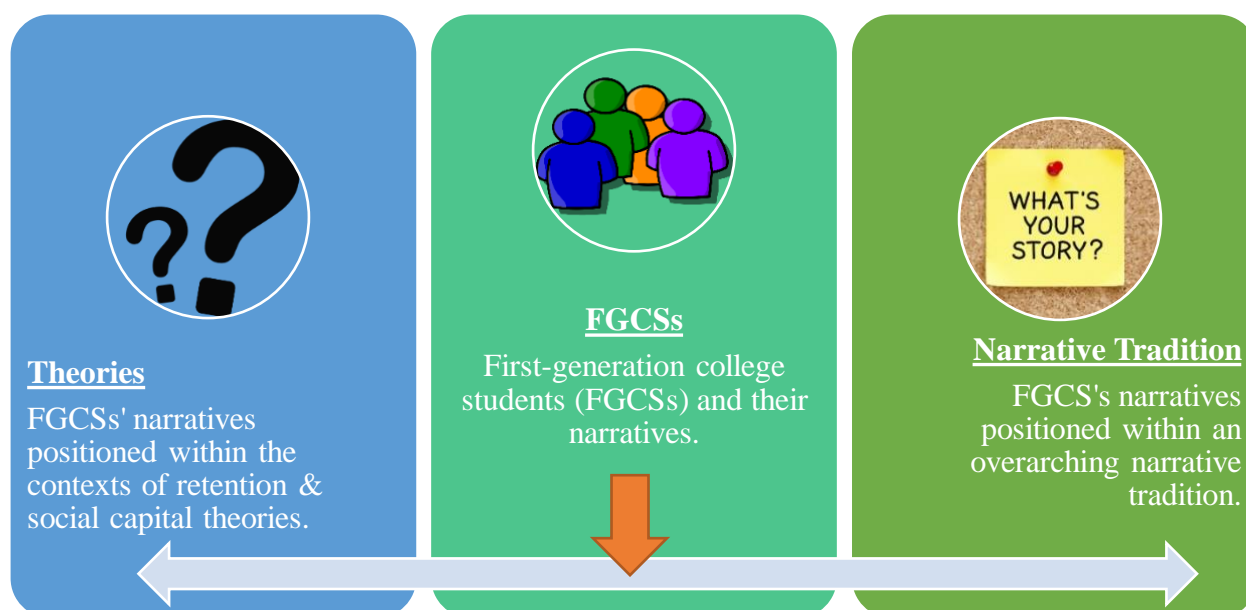 Theories
FGCSs' narratives
positioned within the
contexts of retention &
social capital theories.
FGCSs
First-generation college
students (FGCSs) and their
narratives.
WHAT'S
YOUR
STORY?
Narrative Tradition
FGCS's narratives
positioned within an
overarching narrative
tradition.